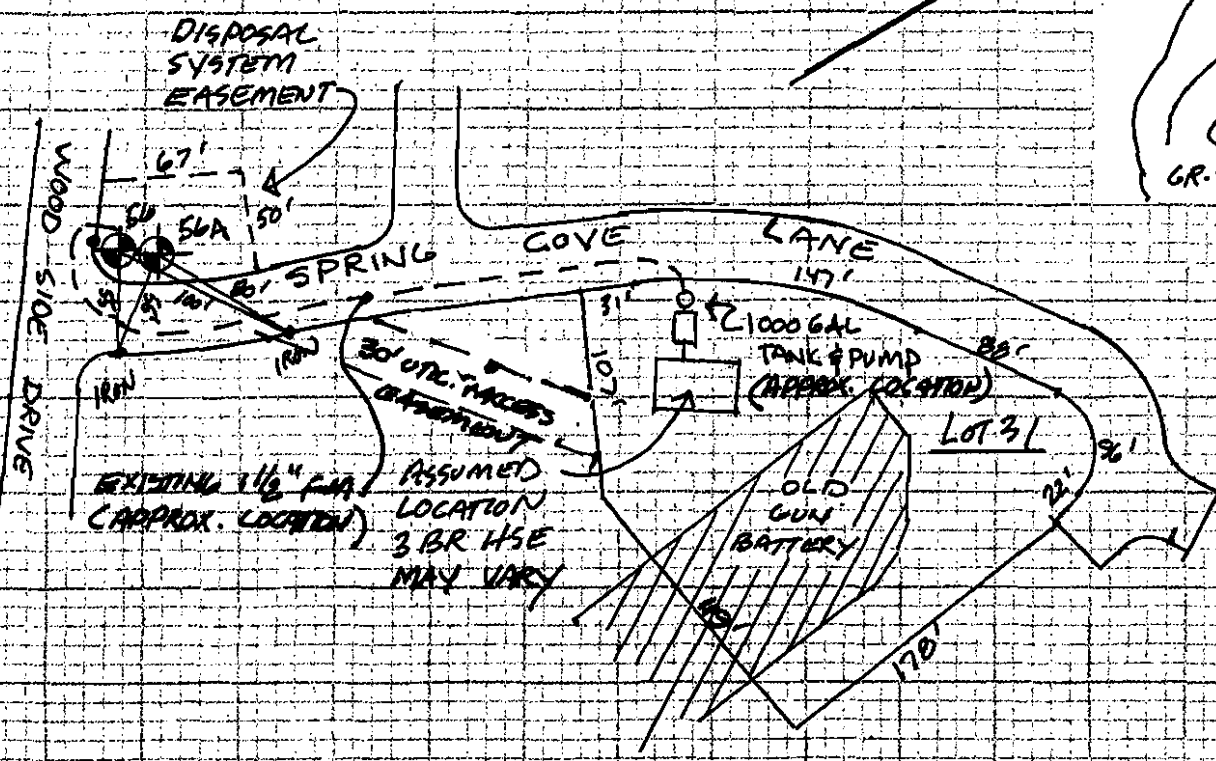 DISPOSAL
SYSTEM
EASEMENT
67'
50'
56
56A
WOOD SIDE DRIVE
SPRING COVE LANE
GR.
100'
80'
IRON
IRON
31'
147'
88'
96'
22'
107'
1000 GAL
TANK & PUMP
(APPROX. LOCATION)
LOT 31
30' UTIL. ACCESS
EASEMENT
EXISTING 1 1/2"
(APPROX. LOCATION)
ASSUMED
LOCATION
3 BR HSE
MAY VARY
OLD
GUN
BATTERY
178'